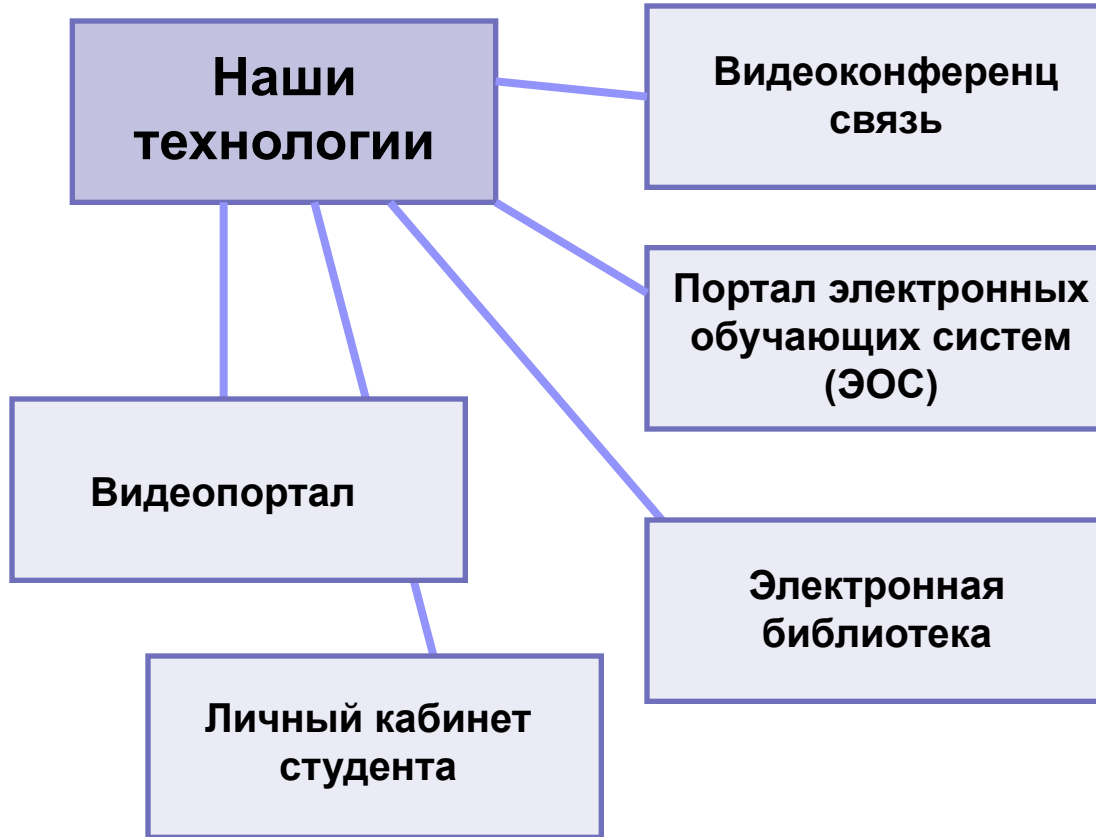 Наши
технологии
Видеоконференц
связь
Портал электронных
обучающих систем
(ЭОС)
Видеопортал
Электронная
библиотека
Личный кабинет
студента